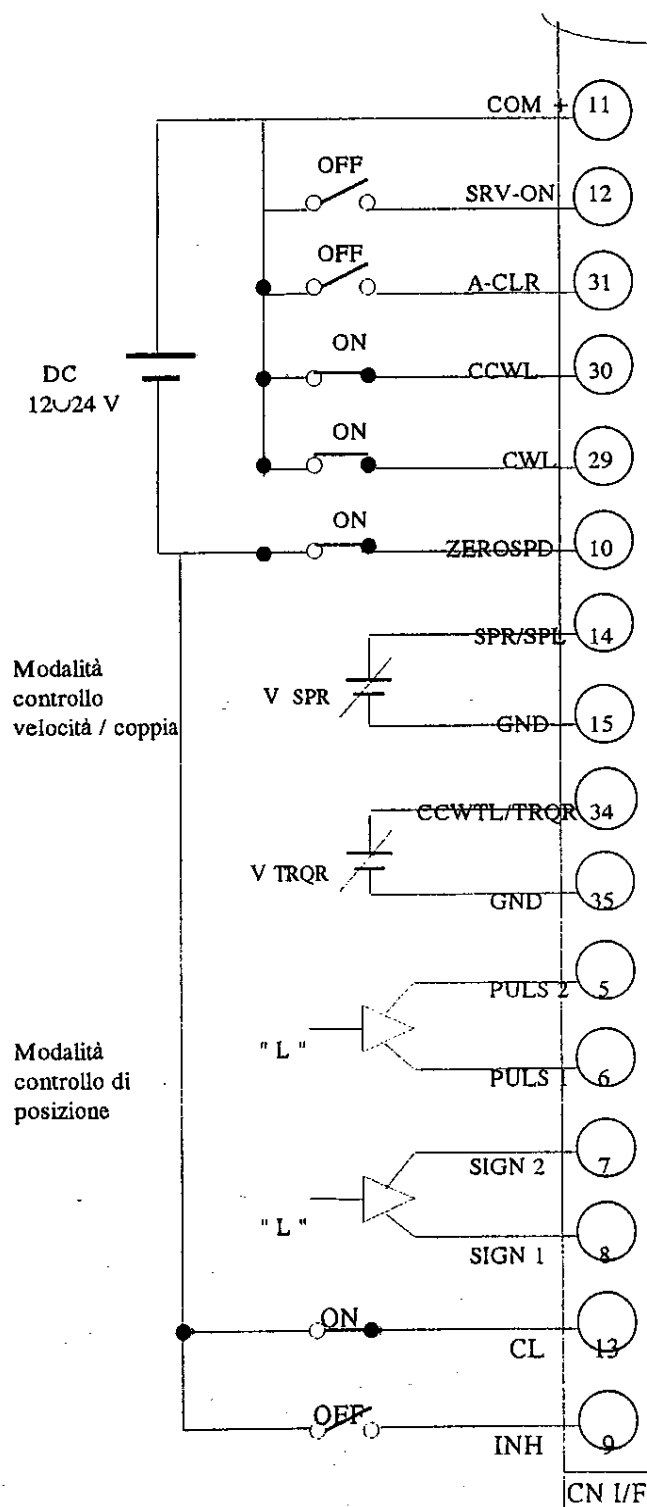 COM + 11
OFF
SRV-ON 12
OFF
A-CLR 31
ON
CCWL 30
DC
12∪24 V
ON
CWL 29
ON
ZEROSPD 10
SPR/SPL 14
Modalità
controllo
velocità / coppia
V SPR
GND 15
CCWTL/TRQR 34
V TRQR
GND 35
PULS 2 5
" L "
Modalità
controllo di
posizione
PULS 1 6
SIGN 2 7
" L "
SIGN 1 8
ON
CL 13
OFF
INH 9
CN I/F